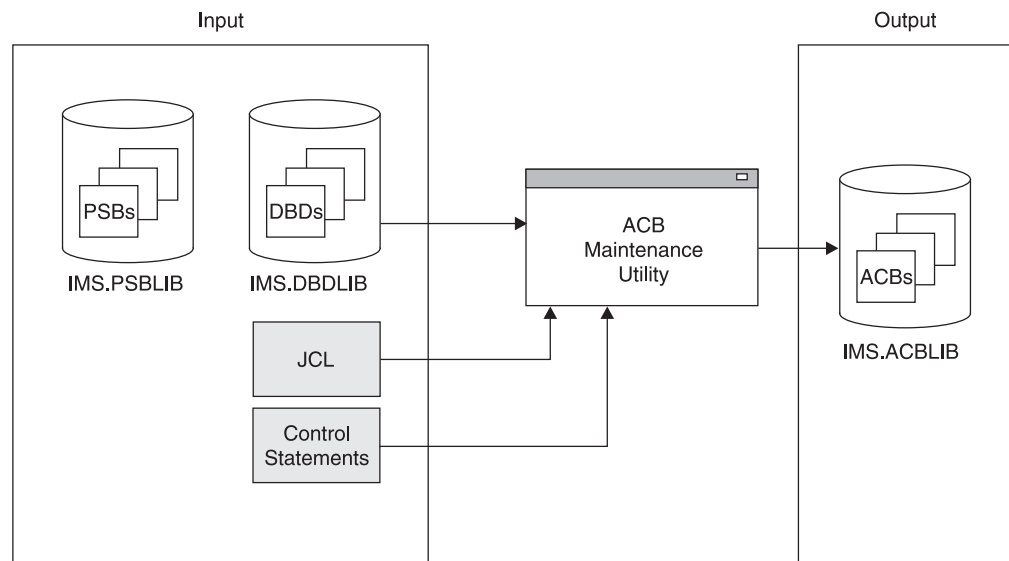 Input
Output
PSBs
DBDs
IMS.PSBLIB
IMS.DBDLIB
ACB
Maintenance
Utility
ACBs
IMS.ACBLIB
JCL
Control
Statements